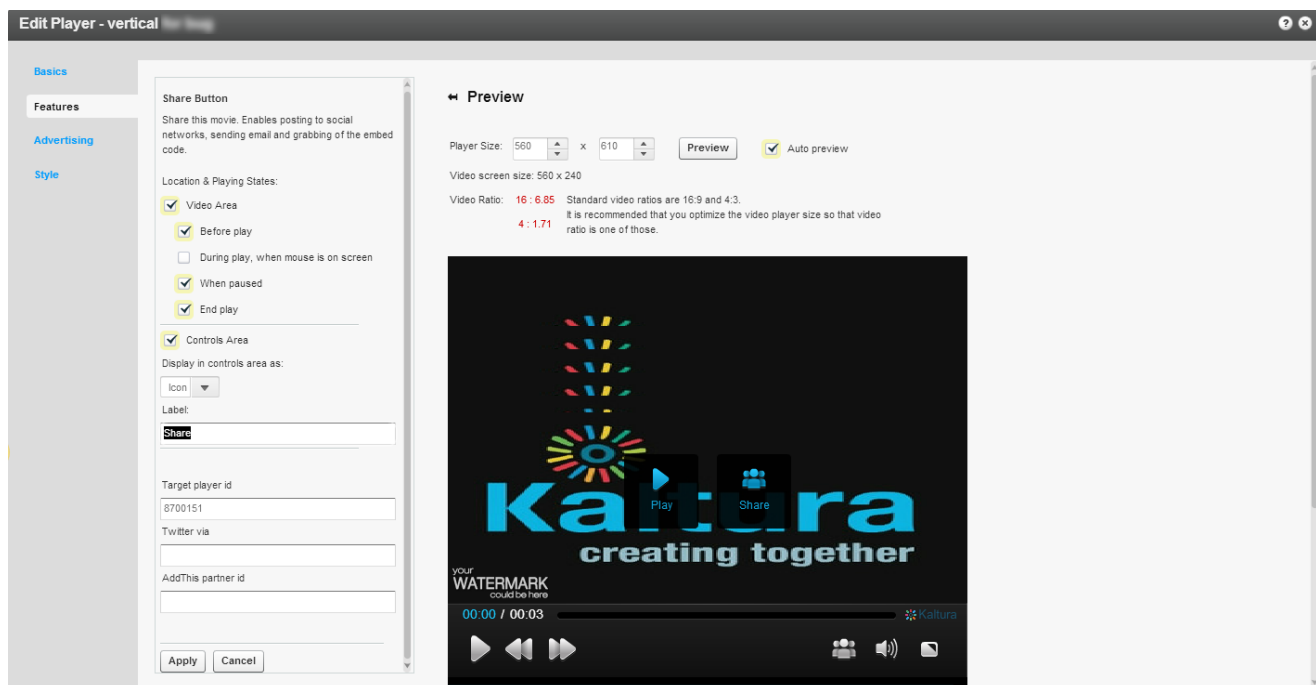 Edit Player - vertical
Basics
Features
Advertising
Style
Share Button
Share this movie. Enables posting to social
networks, sending email and grabbing of the embed
code.
Location & Playing States:
Video Area
Before play
During play, when mouse is on screen
When paused
End play
Controls Area
Display in controls area as:
Icon
Label:
Share
Target player id
8700151
Twitter via
AddThis partner id
Apply Cancel
Preview
Player Size: 560 x 610 Preview Auto preview
Video screen size: 560 x 240
Video Ratio: 16 : 6.85 Standard video ratios are 16:9 and 4:3.
It is recommended that you optimize the video player size so that video
4 : 1.71 ratio is one of those.
Kaltura
Play Share
creating together
your
WATERMARK
could be here
00:00 / 00:03 Kaltura